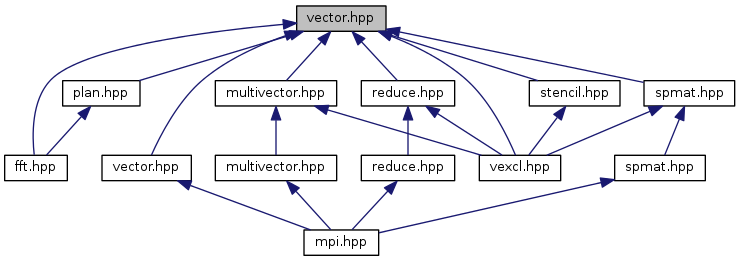 vector.hpp
plan.hpp
multivector.hpp
reduce.hpp
stencil.hpp
spmat.hpp
fft.hpp
vector.hpp
multivector.hpp
reduce.hpp
vexcl.hpp
spmat.hpp
mpi.hpp